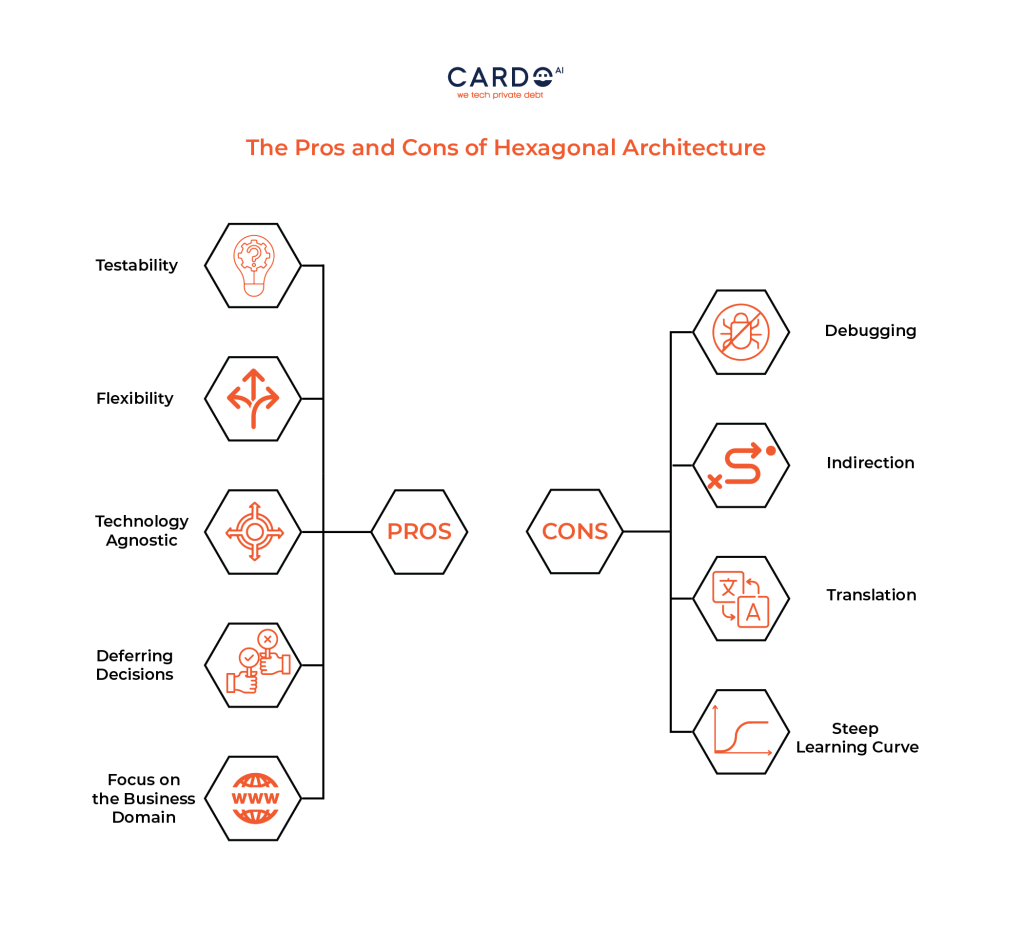 CARDO AI
we tech private debt
The Pros and Cons of Hexagonal Architecture
Testability
Flexibility
Technology
Agnostic
Deferring
Decisions
Focus on
the Business
Domain
WWW
PROS
CONS
Debugging
Indirection
Translation
文
A
Steep
Learning Curve